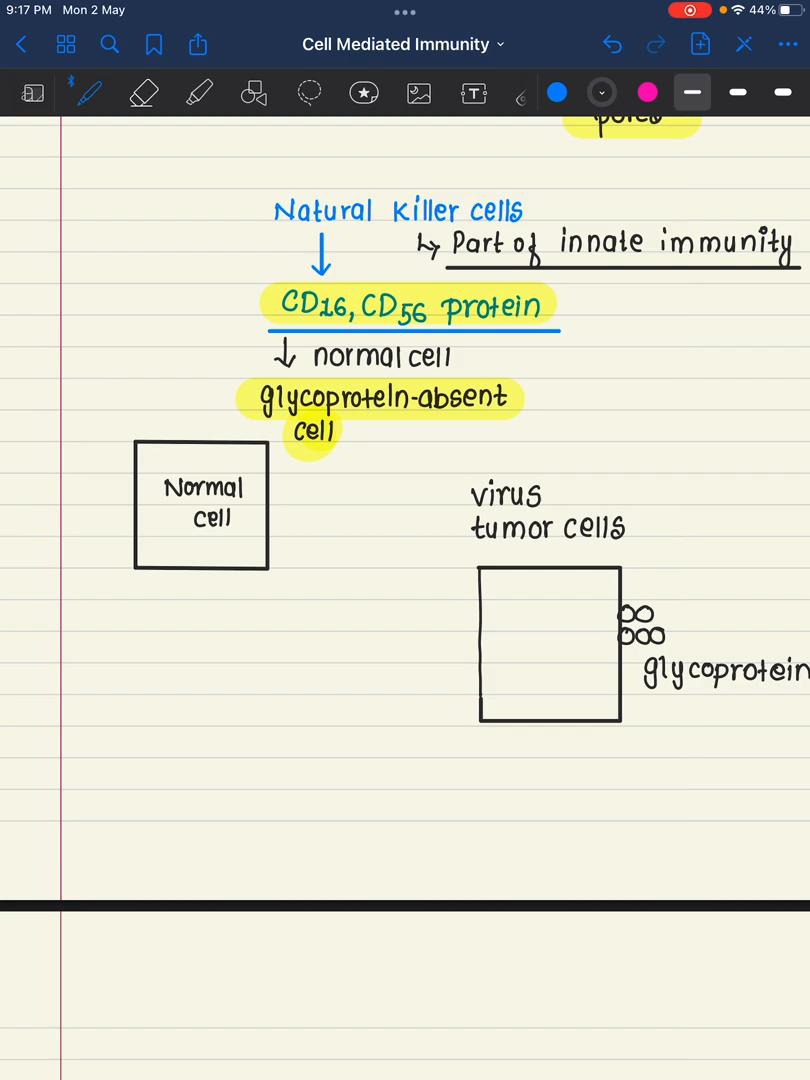 9:17 PM Mon 2 May
44%
Cell Mediated Immunity
T
pores
Natural Killer cells
↳ Part of innate immunity
↓
CD16, CD56 protein
↓ normal cell
glycoprotein-absent
cell
Normal
cell
virus
tumor cells
glycoprotein